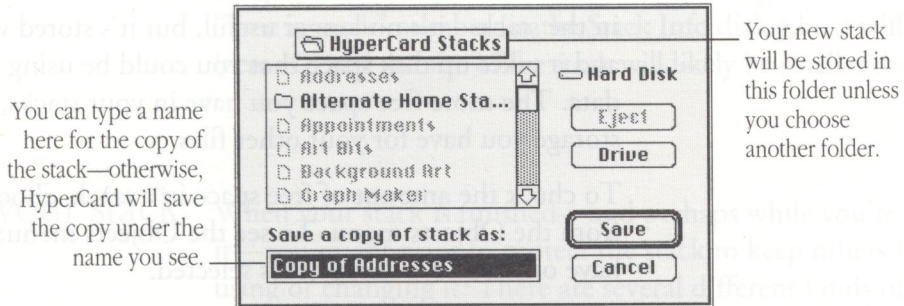 You can type a name
here for the copy of
the stack—otherwise,
HyperCard will save
the copy under the
name you see.
HyperCard Stacks
Addresses
Alternate Home Sta...
Appointments
Art Bits
Background Art
Graph Maker
Save a copy of stack as:
Copy of Addresses
Hard Disk
Eject
Drive
Save
Cancel
Your new stack
will be stored in
this folder unless
you choose
another folder.